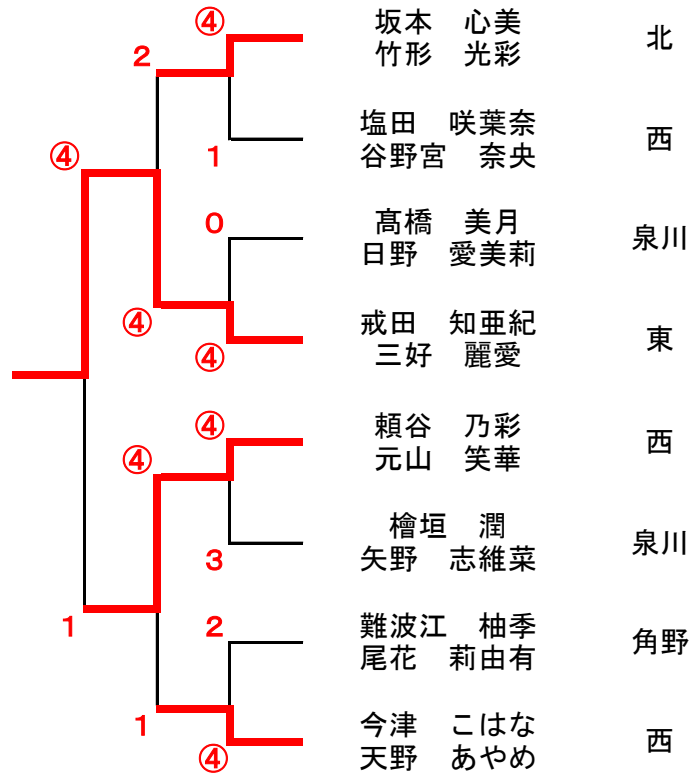 ④
坂本　心美
竹形　光彩
北
2
塩田　咲葉奈
谷野宮　奈央
西
1
④
0
髙橋　美月
日野　愛美莉
泉川
④
戒田　知亜紀
三好　麗愛
東
④
④
頼谷　乃彩
元山　笑華
西
④
檜垣　潤
矢野　志維菜
泉川
3
1
2
難波江　柚季
尾花　莉由有
角野
1
今津　こはな
天野　あやめ
西
④